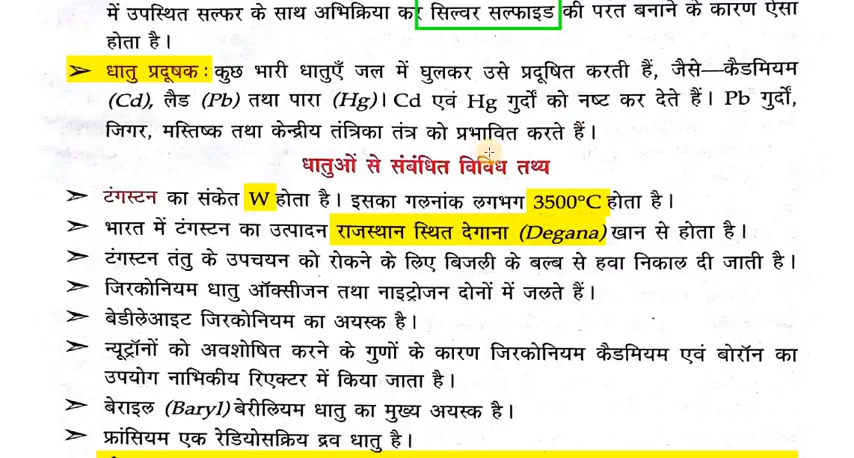 में उपस्थित सल्फर के साथ अभिक्रिया कर सिल्वर सल्फाइड की परत बनाने के कारण ऐसा
होता है।
➢ धातु प्रदूषक : कुछ भारी धातुएँ जल में घुलकर उसे प्रदूषित करती हैं, जैसे—कैडमियम
(Cd), लैड (Pb) तथा पारा (Hg)। Cd एवं Hg गुर्दों को नष्ट कर देते हैं। Pb गुर्दों,
जिगर, मस्तिष्क तथा केन्द्रीय तंत्रिका तंत्र को प्रभावित करते हैं।
धातुओं से संबंधित विविध तथ्य
➢ टंगस्टन का संकेत W होता है। इसका गलनांक लगभग 3500°C होता है।
➢ भारत में टंगस्टन का उत्पादन राजस्थान स्थित देगाना (Degana) खान से होता है।
➢ टंगस्टन तंतु के उपचयन को रोकने के लिए बिजली के बल्ब से हवा निकाल दी जाती है।
➢ जिरकोनियम धातु ऑक्सीजन तथा नाइट्रोजन दोनों में जलते हैं।
➢ बेडीलेआइट जिरकोनियम का अयस्क है।
➢ न्यूट्रॉनों को अवशोषित करने के गुणों के कारण जिरकोनियम कैडमियम एवं बोरॉन का
उपयोग नाभिकीय रिएक्टर में किया जाता है।
➢ बेराइल (Baryl) बेरीलियम धातु का मुख्य अयस्क है।
➢ फ्रांसियम एक रेडियोसक्रिय द्रव धातु है।